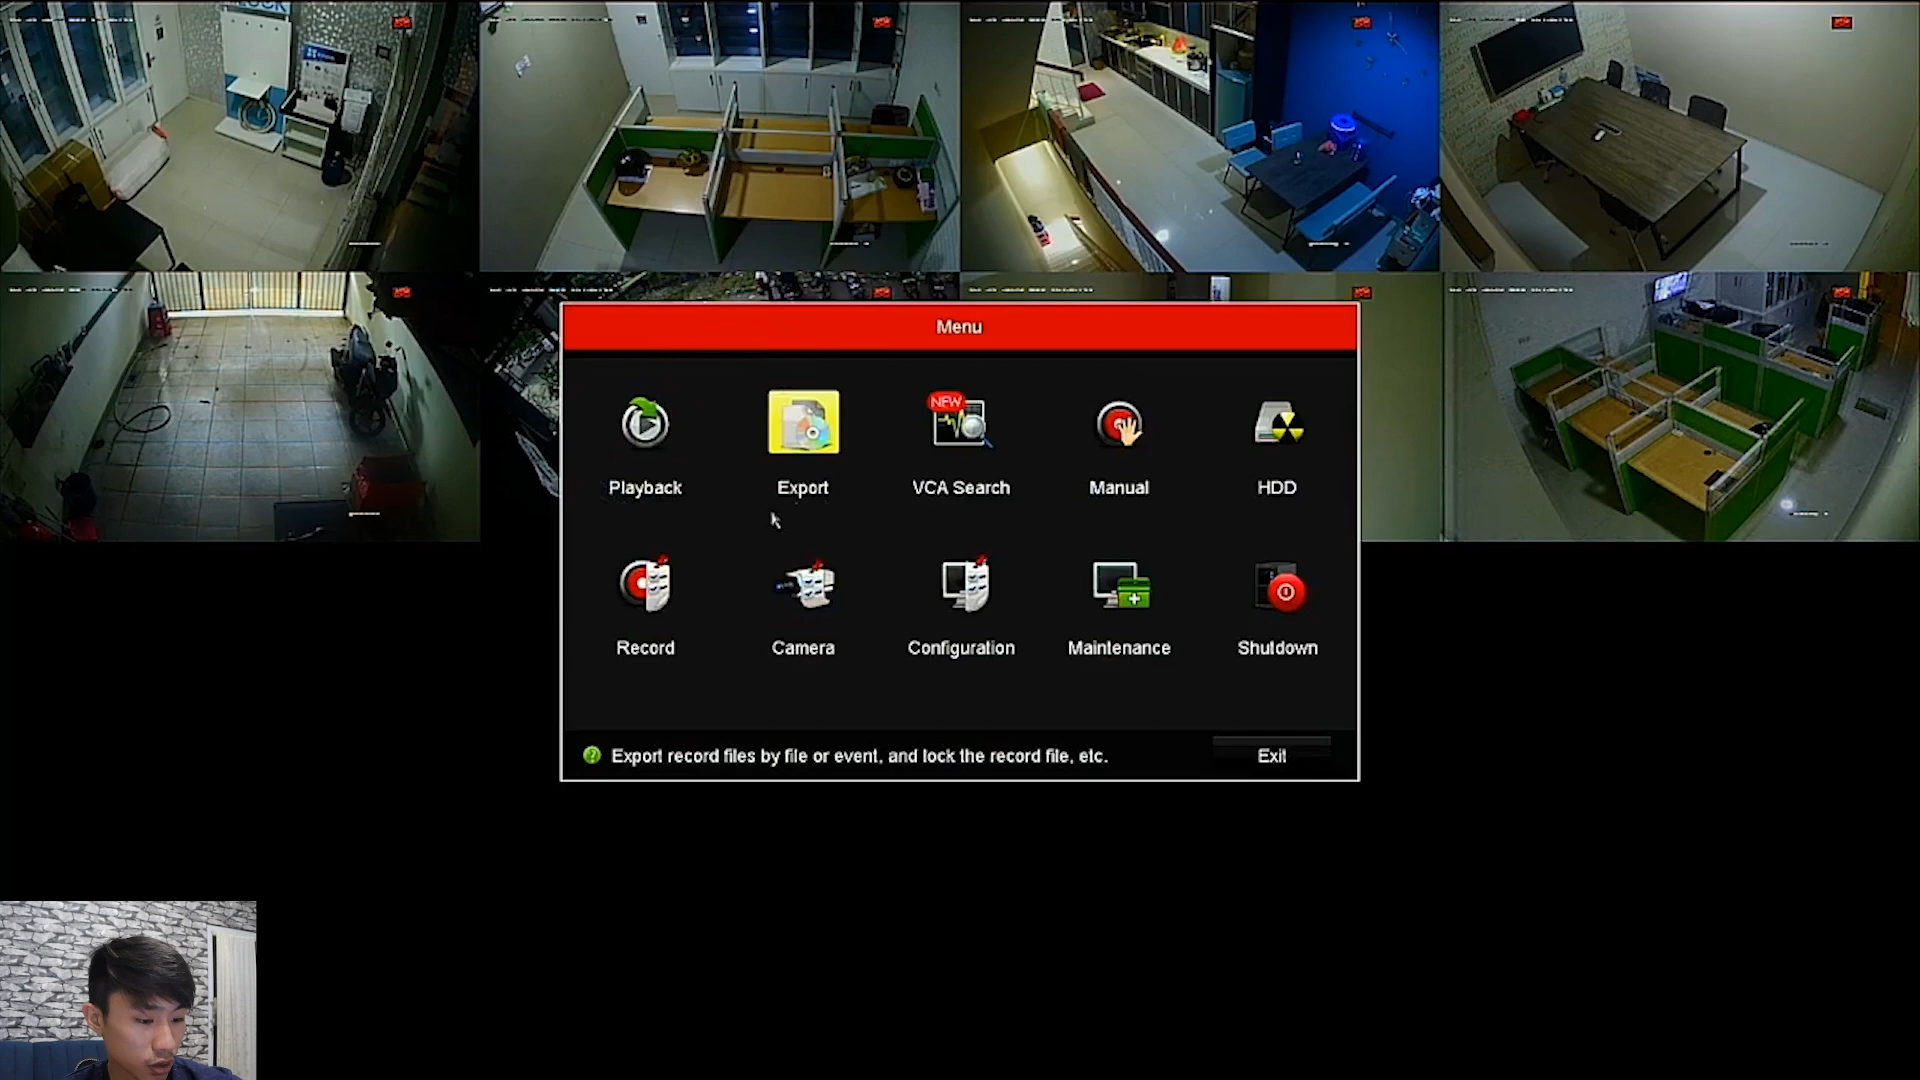 Menu
Playback
Export
NEW
VCA Search
Manual
HDD
Record
Camera
Configuration
Maintenance
Shutdown
Export record files by file or event, and lock the record file, etc.
Exit